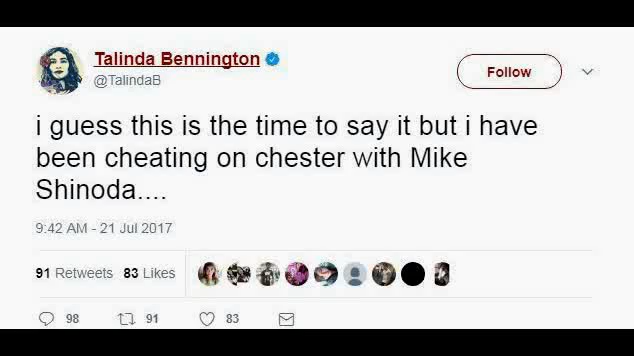 Talinda Bennington
@TalindaB
Follow
i guess this is the time to say it but i have
been cheating on chester with Mike
Shinoda....
9:42 AM - 21 Jul 2017
91 Retweets 83 Likes
98 91 83